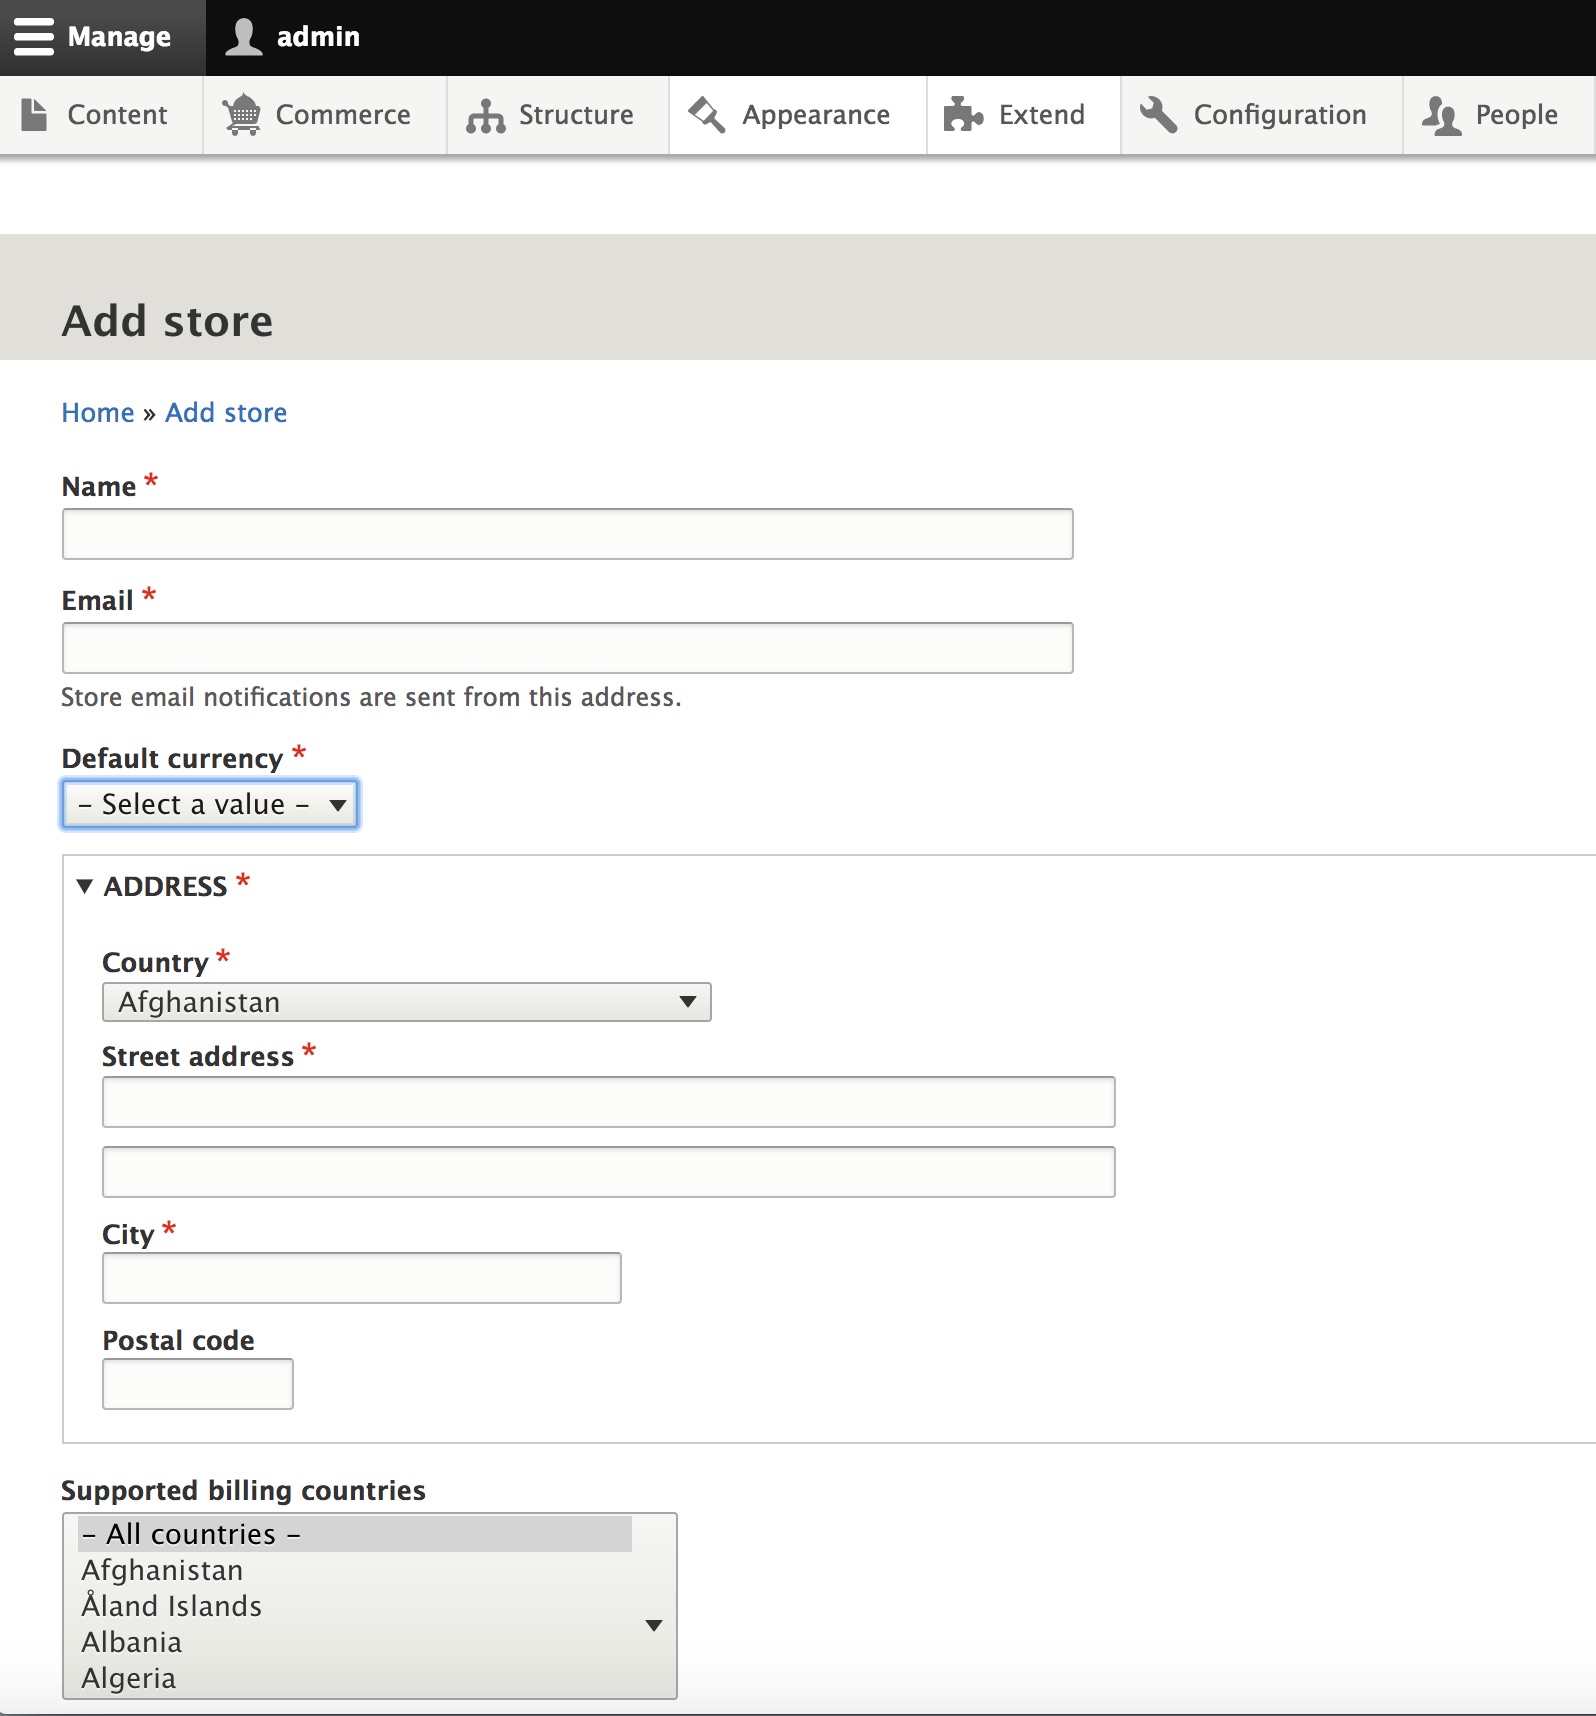 Manage admin
Content Commerce Structure Appearance Extend Configuration People
Add store
Home » Add store
Name *
Email *
Store email notifications are sent from this address.
Default currency *
- Select a value -
ADDRESS *
Country *
Afghanistan
Street address *
City *
Postal code
Supported billing countries
- All countries -
Afghanistan
Åland Islands
Albania
Algeria